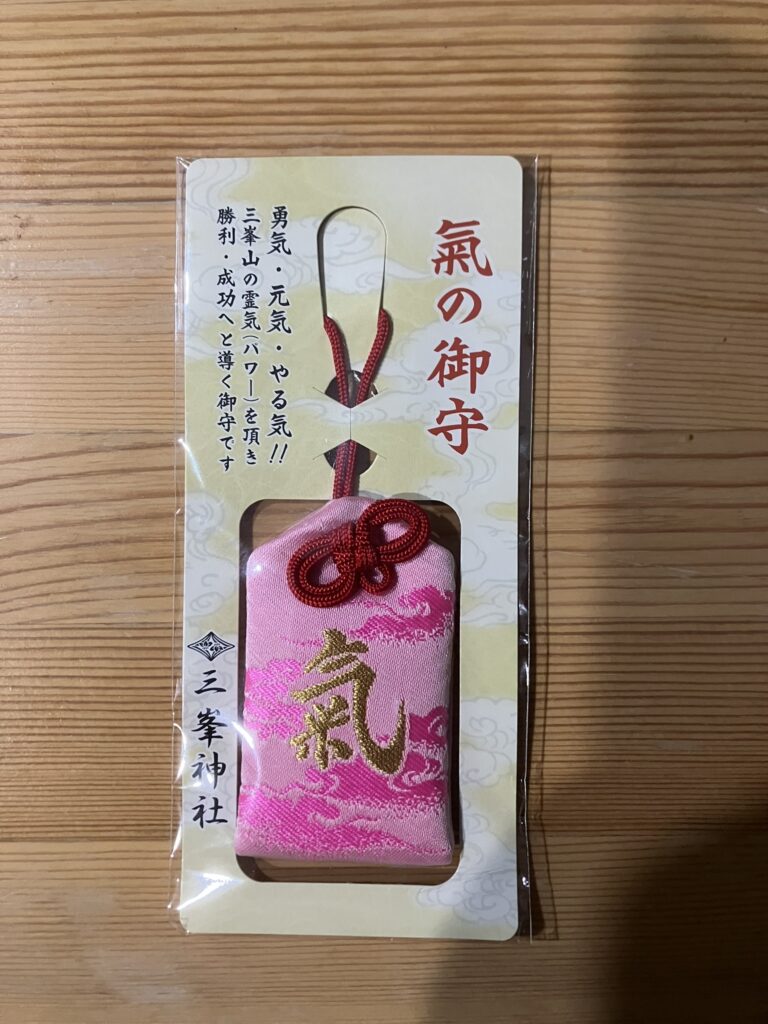 氣の御守
勇気・元気・やる気!!
三峯山の霊気(パワー)を頂き
勝利・成功へと導く御守です
氣
三峯神社